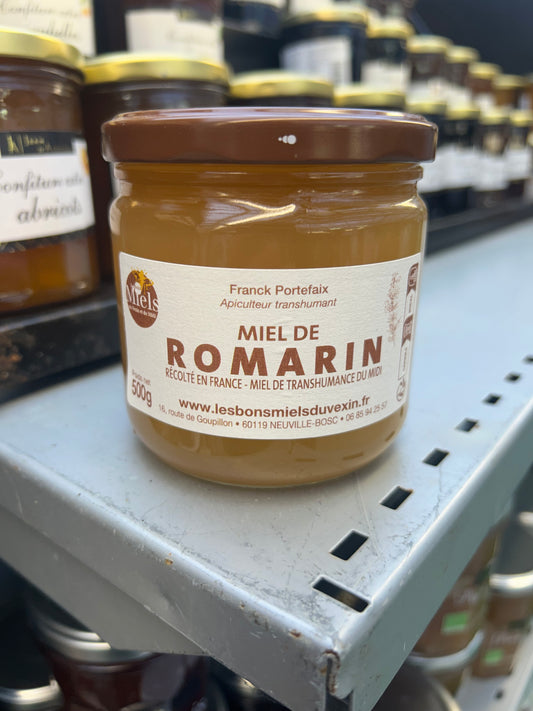 Confiture extra
abricots
Miels
Franck Portefaix
Apiculteur transhumant
MIEL DE
ROMARIN
RÉCOLTÉ EN FRANCE - MIEL DE TRANSHUMANCE DU MIDI
Poids net
500g
www.lesbonsmielsduvexin.fr
16, route de Goupillon • 60119 NEUVILLE-BOSC • 06 85 94 25 57